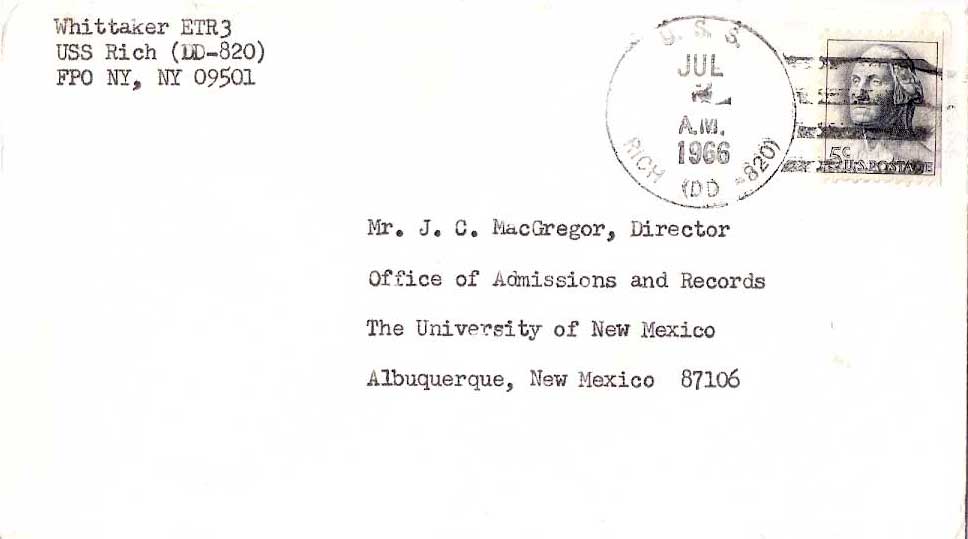 Whittaker ETR3
USS Rich (DD-820)
FPO NY, NY 09501
U. S. S.
JUL
A.M.
1966
RICH (DD -820)
5¢
U.S. POSTAGE
Mr. J. C. MacGregor, Director
Office of Admissions and Records
The University of New Mexico
Albuquerque, New Mexico 87106